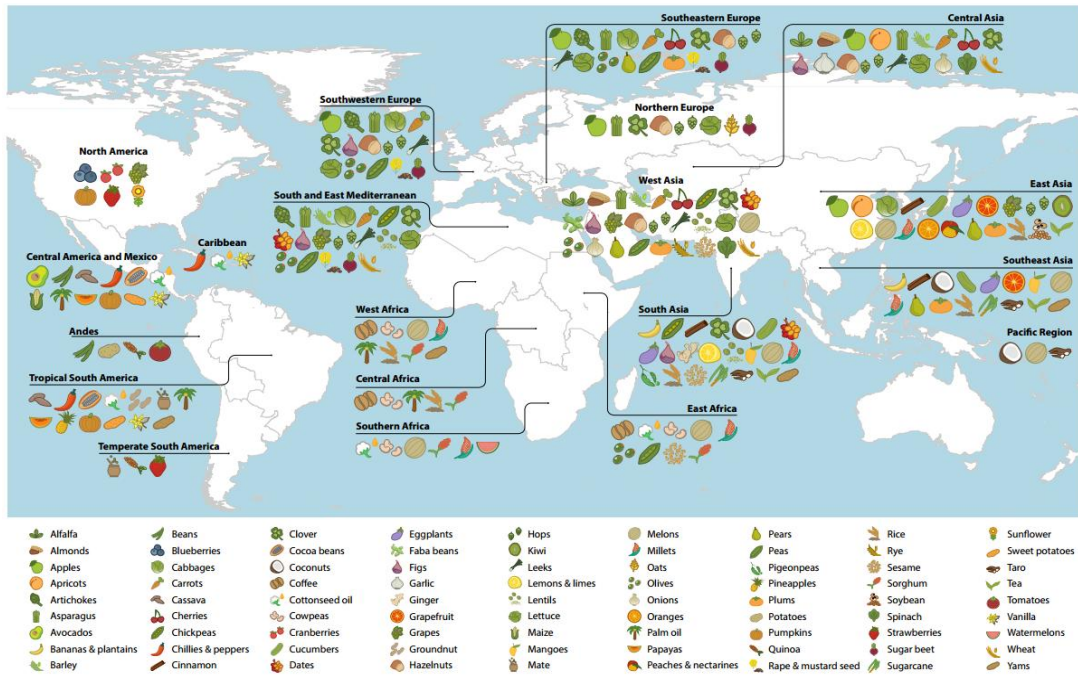 Southeastern Europe
Central Asia
Southwestern Europe
Northern Europe
North America
West Asia
East Asia
South and East Mediterranean
Caribbean
Central America and Mexico
Southeast Asia
West Africa
South Asia
Andes
Pacific Region
Tropical South America
Central Africa
East Africa
Southern Africa
Temperate South America
Alfalfa
Almonds
Apples
Apricots
Artichokes
Asparagus
Avocados
Bananas & plantains
Barley
Beans
Blueberries
Cabbages
Carrots
Cassava
Cherries
Chickpeas
Chillies & peppers
Cinnamon
Clover
Cocoa beans
Coconuts
Coffee
Cottonseed oil
Cowpeas
Cranberries
Cucumbers
Dates
Eggplants
Faba beans
Figs
Garlic
Ginger
Grapefruit
Grapes
Groundnut
Hazelnuts
Hops
Kiwi
Leeks
Lemons & limes
Lentils
Lettuce
Maize
Mangoes
Mate
Melons
Millets
Oats
Olives
Onions
Oranges
Palm oil
Papayas
Peaches & nectarines
Pears
Peas
Pigeonpeas
Pineapples
Plums
Potatoes
Pumpkins
Quinoa
Rape & mustard seed
Rice
Rye
Sesame
Sorghum
Soybean
Spinach
Strawberries
Sugar beet
Sugarcane
Sunflower
Sweet potatoes
Taro
Tea
Tomatoes
Vanilla
Watermelons
Wheat
Yams